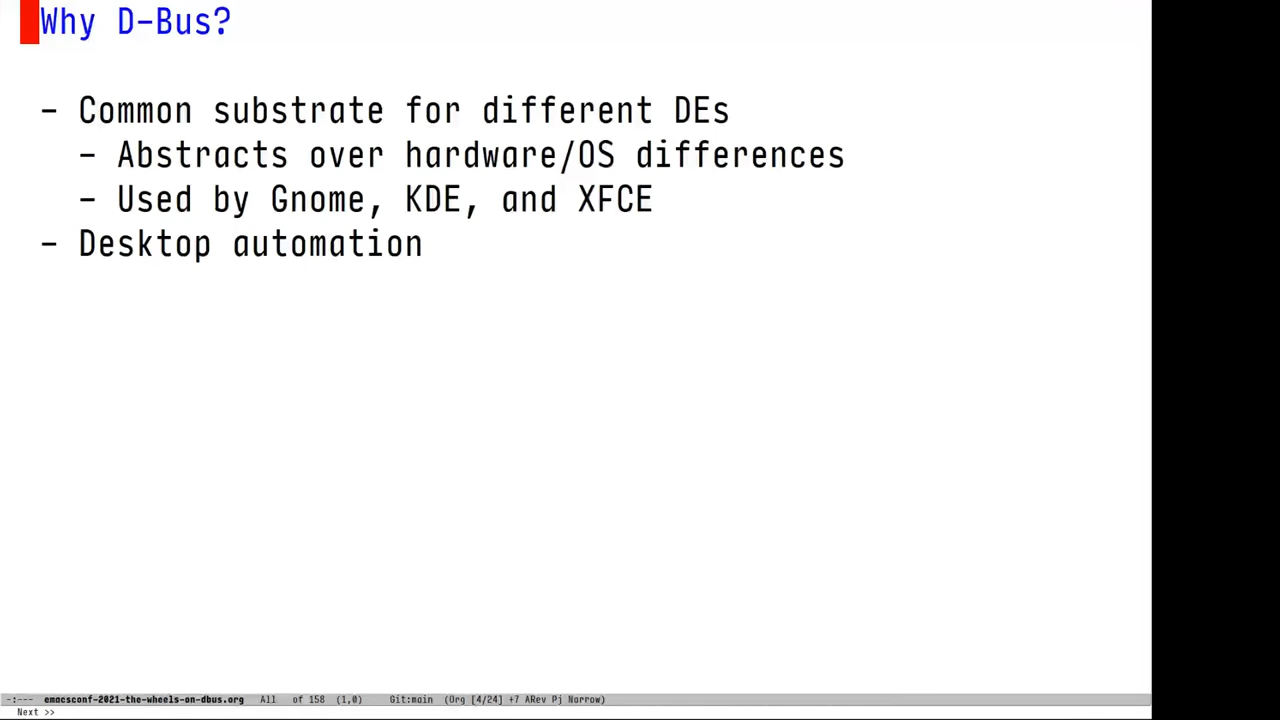 Why D-Bus?
- Common substrate for different DEs
- Abstracts over hardware/OS differences
- Used by Gnome, KDE, and XFCE
- Desktop automation
-:--- emacsconf-2021-the-wheels-on-dbus.org All of 158 (1,0) Git:main (Org [4/24] +7 ARev Pj Narrow)
Next >>